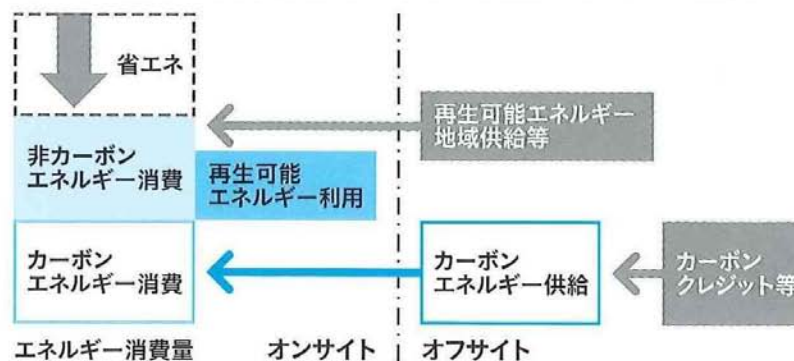 省エネ
再生可能エネルギー
地域供給等
非カーボン
エネルギー消費
再生可能
エネルギー利用
カーボン
エネルギー消費
カーボン
エネルギー供給
カーボン
クレジット等
エネルギー消費量
オンサイト
オフサイト